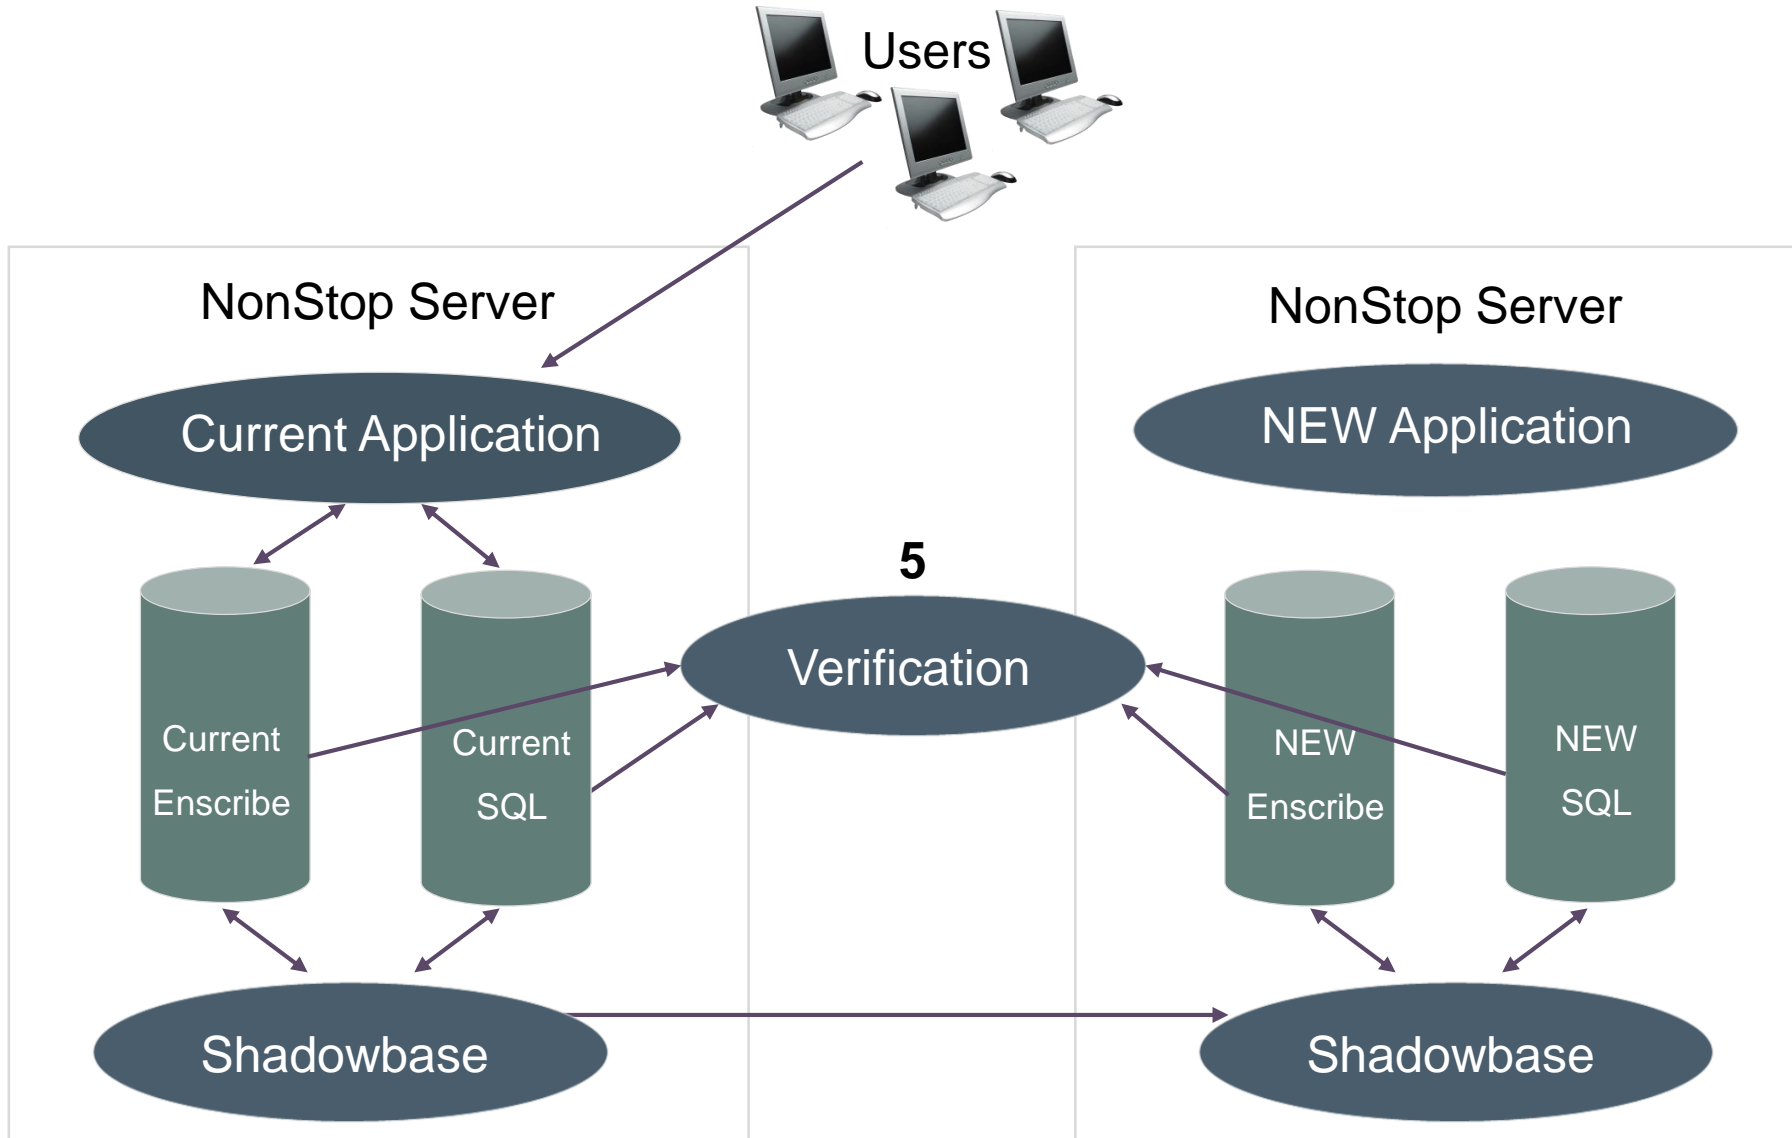 Users
NonStop Server
NonStop Server
Current Application
NEW Application
5
Verification
Current
Enscribe
Current
SQL
NEW
Enscribe
NEW
SQL
Shadowbase
Shadowbase